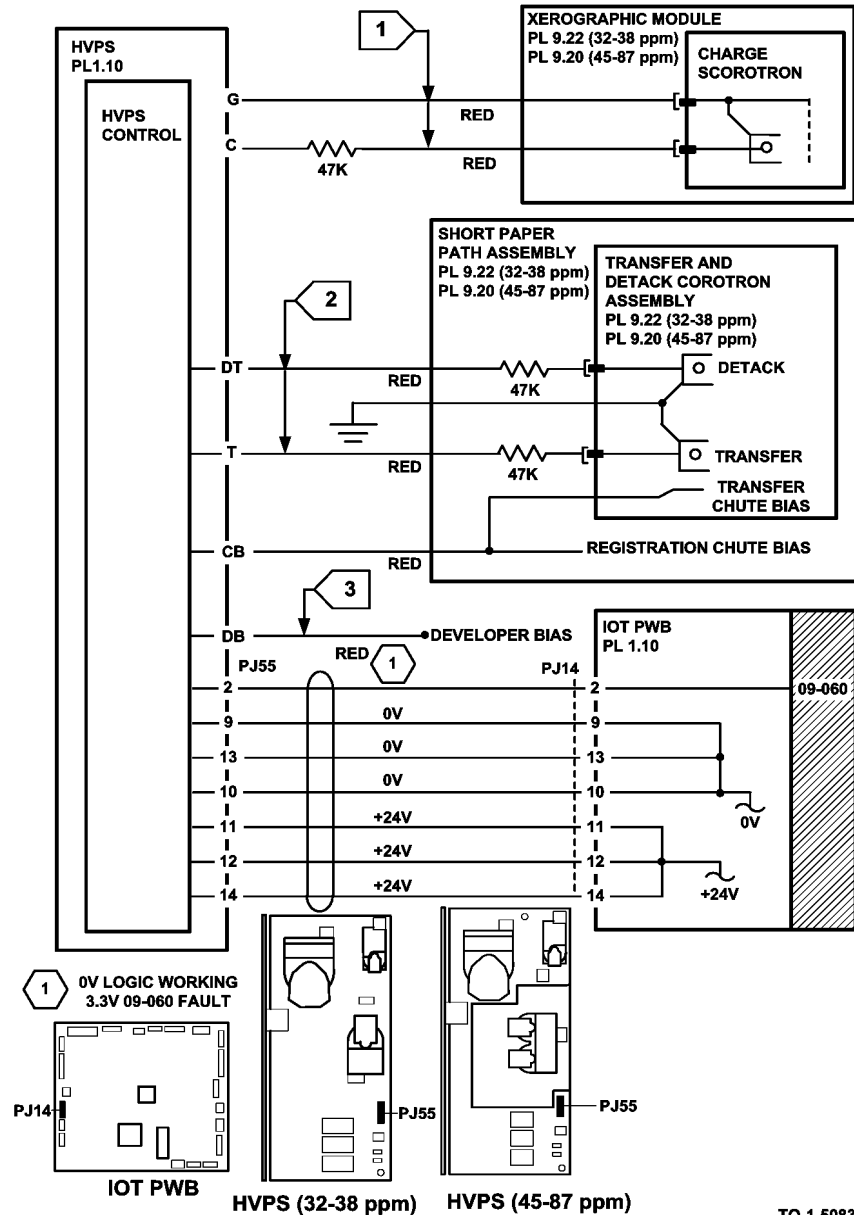 HVPS
PL1.10
HVPS
CONTROL
1
XEROGRAPHIC MODULE
PL 9.22 (32-38 ppm)
PL 9.20 (45-87 ppm)
CHARGE
SCOROTRON
G
RED
C
47K
RED
SHORT PAPER
PATH ASSEMBLY
PL 9.22 (32-38 ppm)
PL 9.20 (45-87 ppm)
TRANSFER AND
DETACK COROTRON
ASSEMBLY
PL 9.22 (32-38 ppm)
PL 9.20 (45-87 ppm)
2
DT
RED
47K
DETACK
T
RED
47K
TRANSFER
TRANSFER
CHUTE BIAS
CB
RED
REGISTRATION CHUTE BIAS
3
DB
RED
DEVELOPER BIAS
IOT PWB
PL 1.10
PJ55
1
PJ14
2
2
09-060
9
0V
9
13
0V
13
10
0V
10
0V
11
+24V
11
12
+24V
12
+24V
14
+24V
14
1
0V LOGIC WORKING
3.3V 09-060 FAULT
PJ14
IOT PWB
PJ55
HVPS (32-38 ppm)
PJ55
HVPS (45-87 ppm)